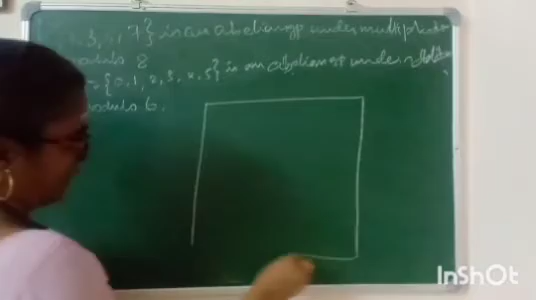 3, 5, 7} is an abelian gp under multiplication
modulo 8
= {0, 1, 2, 3, 4, 5} is an abelian gp under addition
modulo 6.
InShOt